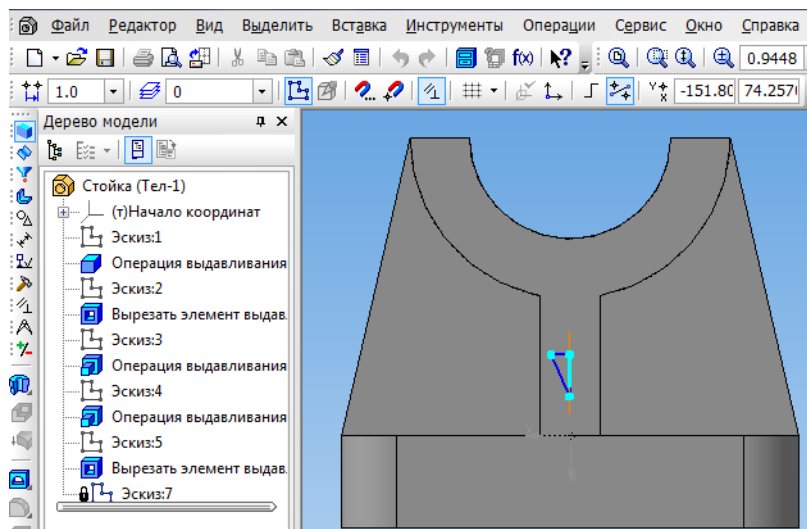 Файл Редактор Вид Выделить Вставка Инструменты Операции Сервис Окно Справка
f(x) ? 0.9448
1.0 0 -151.80 74.2570
Дерево модели
Стойка (Тел-1)
(т)Начало координат
Эскиз:1
Операция выдавливания
Эскиз:2
Вырезать элемент выдав.
Эскиз:3
Операция выдавливания
Эскиз:4
Операция выдавливания
Эскиз:5
Вырезать элемент выдав.
Эскиз:7